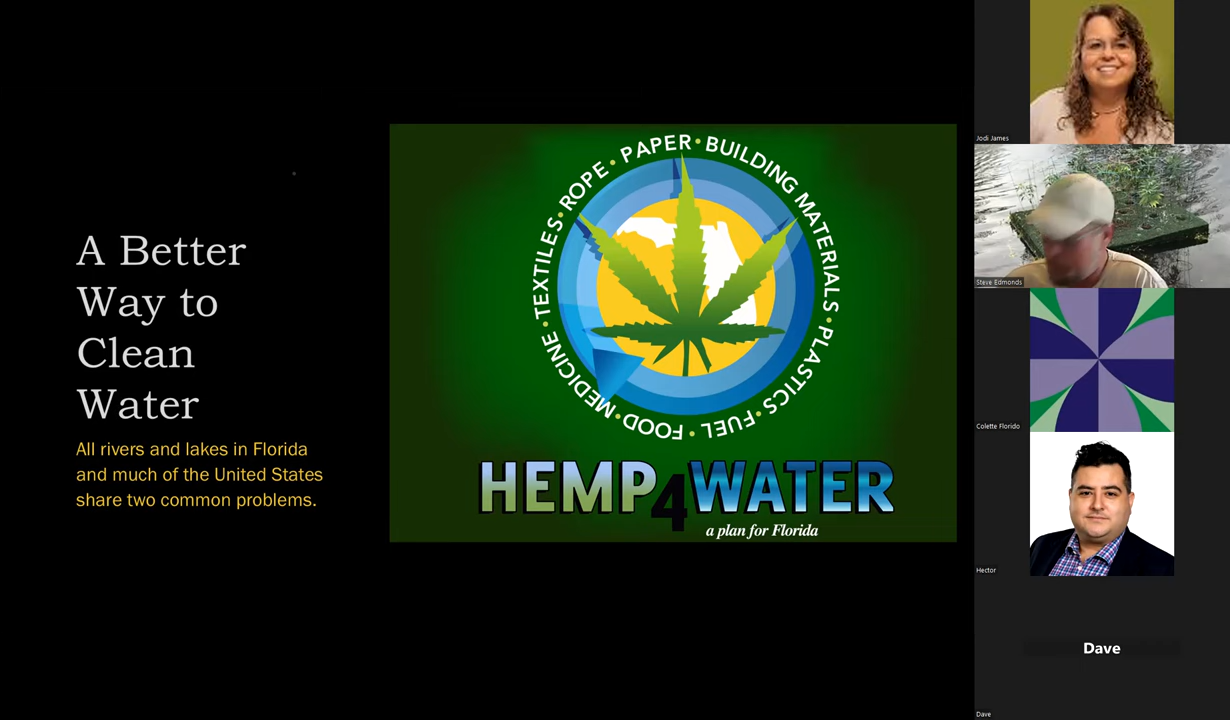 A Better
Way to
Clean
Water
All rivers and lakes in Florida
and much of the United States
share two common problems.
TEXTILES • ROPE • PAPER • BUILDING MATERIALS • PLASTICS • FUEL • FOOD • MEDICINE •
HEMP4WATER
a plan for Florida
Jodi James
Steve Edmonds
Colette Florido
Hector
Dave
Dave